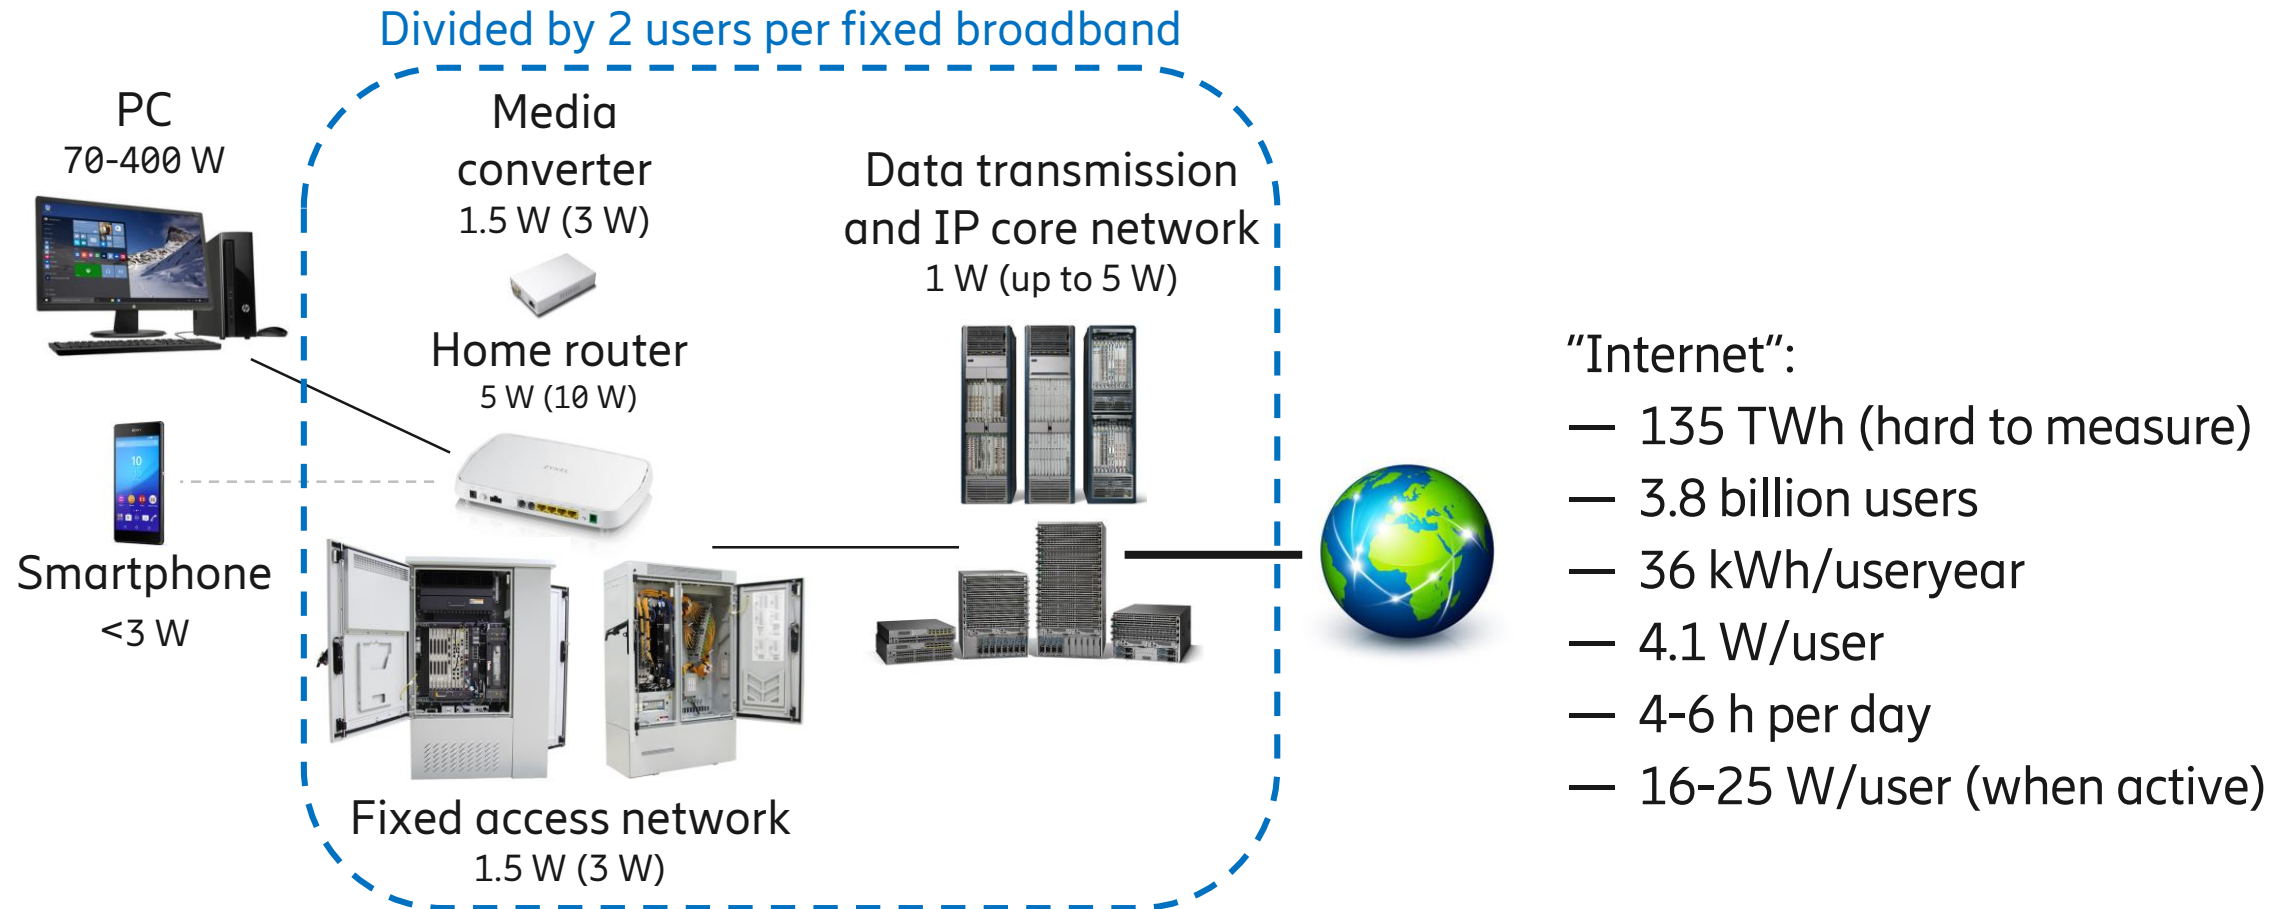 Divided by 2 users per fixed broadband
PC
70-400 W
Media
converter
1.5 W (3 W)
Data transmission
and IP core network
1 W (up to 5 W)
Home router
5 W (10 W)
ZYXEL
10
Smartphone
<3 W
Fixed access network
1.5 W (3 W)
"Internet":
— 135 TWh (hard to measure)
— 3.8 billion users
— 36 kWh/useryear
— 4.1 W/user
— 4-6 h per day
— 16-25 W/user (when active)